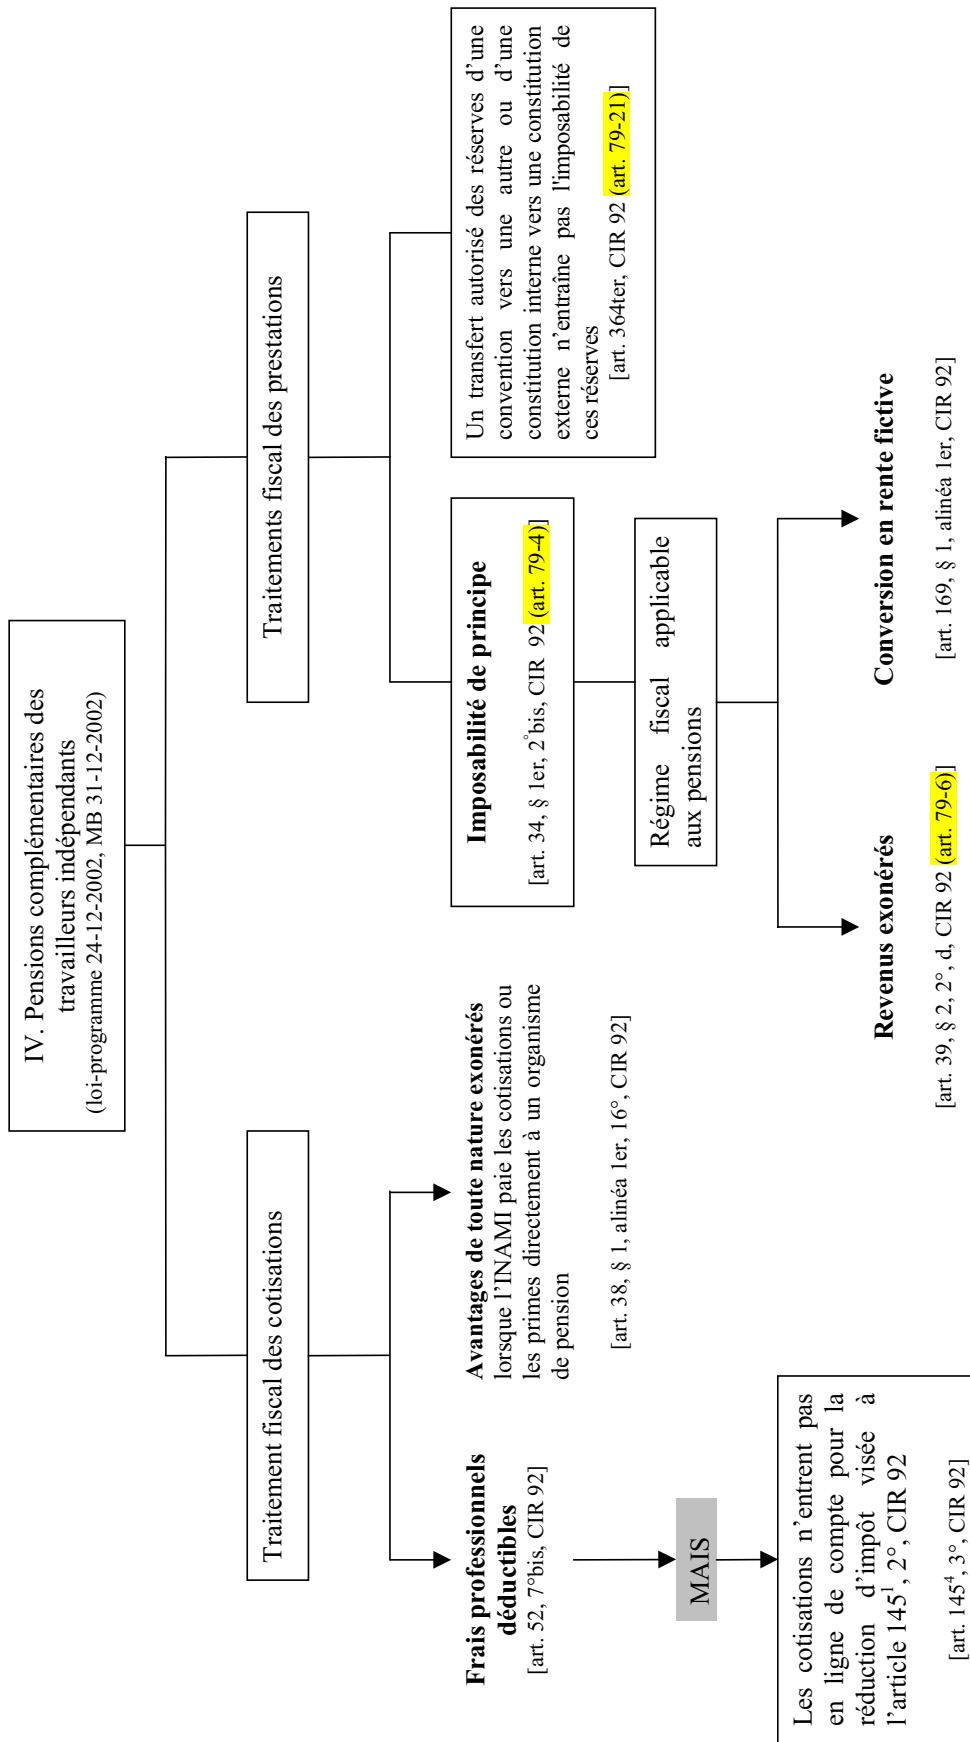 IV. Pensions complémentaires des
travailleurs indépendants
(loi-programme 24-12-2002, MB 31-12-2002)
Traitement fiscal des cotisations
Frais professionnels
déductibles
[art. 52, 7°bis, CIR 92]
MAIS
Les cotisations n’entrent pas
en ligne de compte pour la
réduction d’impôt visée à
l’article 145¹, 2°, CIR 92
[art. 145⁴, 3°, CIR 92]
Avantages de toute nature exonérés
lorsque l’INAMI paie les cotisations ou
les primes directement à un organisme
de pension
[art. 38, § 1, alinéa 1er, 16°, CIR 92]
Traitements fiscal des prestations
Imposabilité de principe
[art. 34, § 1er, 2°bis, CIR 92 (art. 79-4)]
Régime fiscal applicable
aux pensions
Revenus exonérés
[art. 39, § 2, 2°, d, CIR 92 (art. 79-6)]
Conversion en rente fictive
[art. 169, § 1, alinéa 1er, CIR 92]
Un transfert autorisé des réserves d’une
convention vers une autre ou d’une
constitution interne vers une constitution
externe n’entraîne pas l'imposabilité de
ces réserves
[art. 364ter, CIR 92 (art. 79-21)]